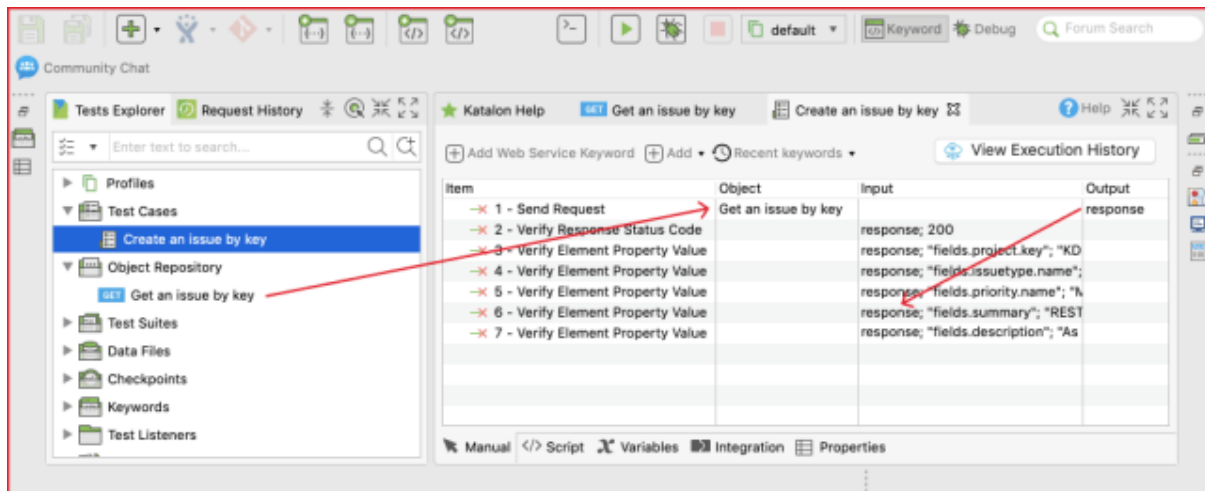 default Keyword Debug Forum Search
Community Chat
Tests Explorer Request History
Enter text to search...
Profiles
Test Cases
Create an issue by key
Object Repository
GET Get an issue by key
Test Suites
Data Files
Checkpoints
Keywords
Test Listeners
Katalon Help GET Get an issue by key Create an issue by key Help
Add Web Service Keyword Add Recent keywords View Execution History
Item Object Input Output
1 - Send Request Get an issue by key response
2 - Verify Response Status Code response; 200
3 - Verify Element Property Value response; "fields.project.key"; "KD
4 - Verify Element Property Value response; "fields.issuetype.name";
5 - Verify Element Property Value response; "fields.priority.name"; "M
6 - Verify Element Property Value response; "fields.summary"; "REST
7 - Verify Element Property Value response; "fields.description"; "As
Manual </> Script Variables Integration Properties